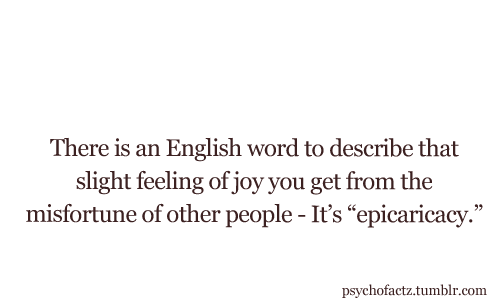 There is an English word to describe that
slight feeling of joy you get from the
misfortune of other people - It’s “epicaricacy.”
psychofactz.tumblr.com